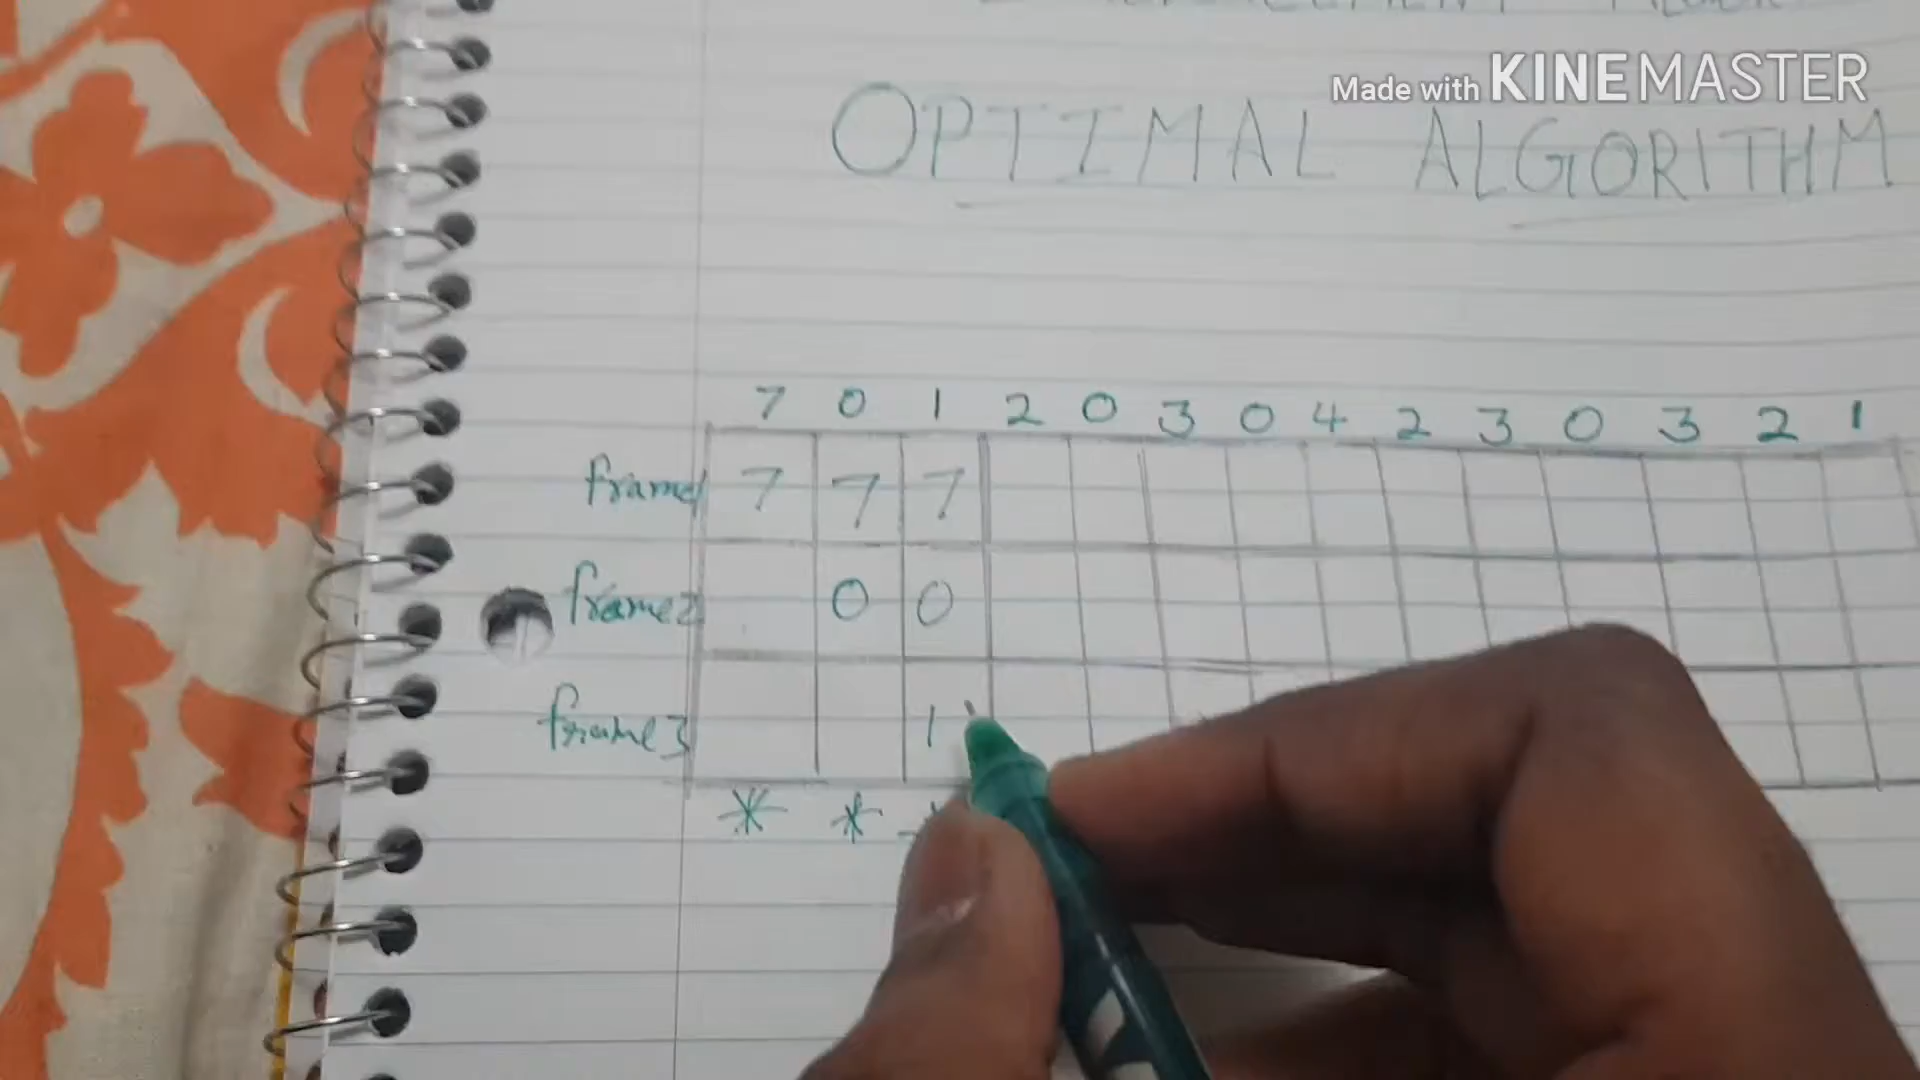 Made with KINEMASTER
OPTIMAL ALGORITHM
7 0 1 2 0 3 0 4 2 3 0 3 2 1
frame1 7 7 7
frame2 0 0
frame3 1
* *